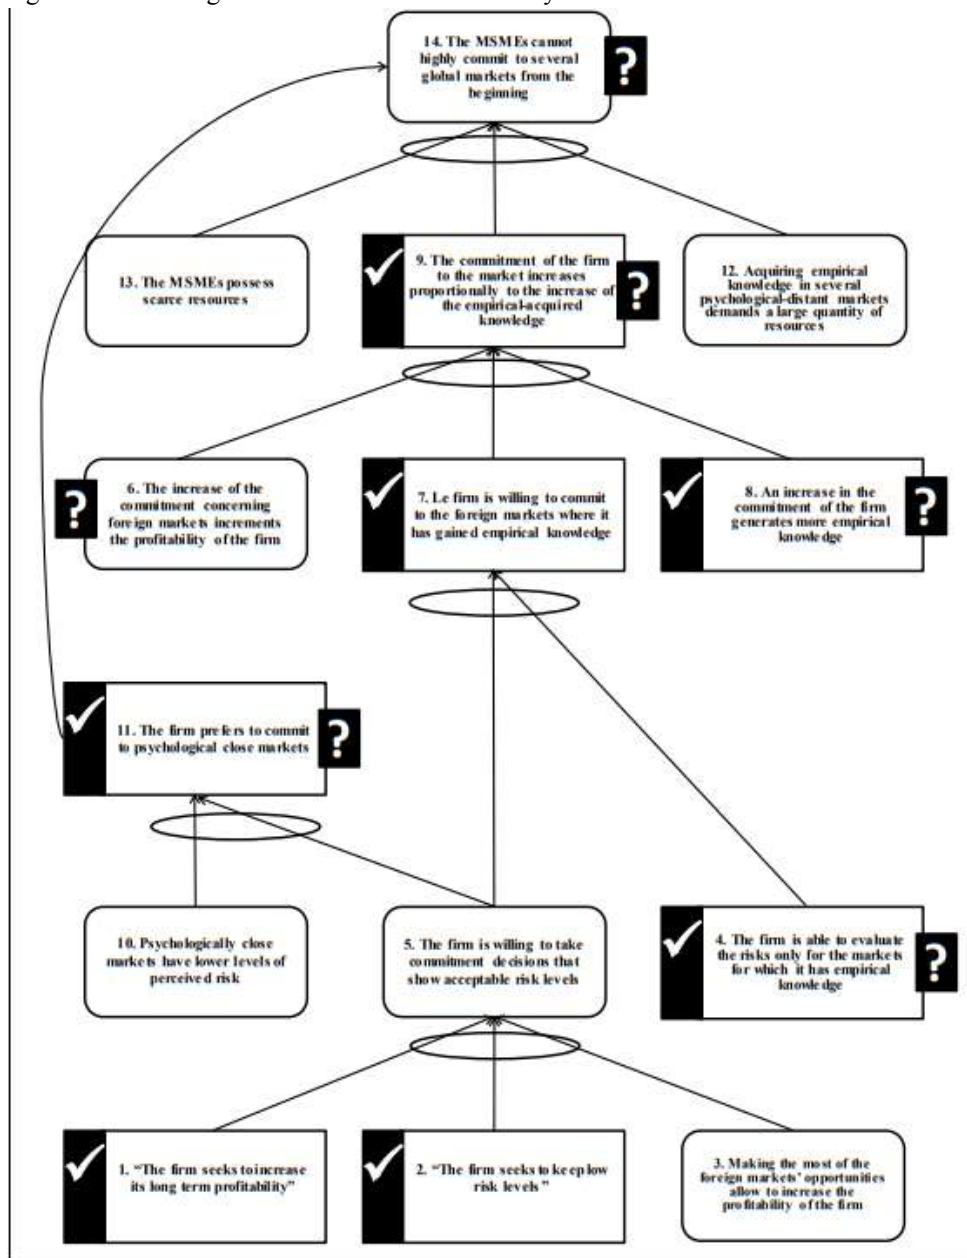 14. The MSMEs cannot
highly commit to several
global markets from the
beginning
?
13. The MSMEs possess
scarce resources
9. The commitment of the firm
to the market increases
proportionally to the increase of
the empirical-acquired
knowledge
?
12. Acquiring empirical
knowledge in several
psychological-distant markets
demands a large quantity of
resources
?
6. The increase of the
commitment concerning
foreign markets increments
the profitability of the firm
7. Le firm is willing to commit
to the foreign markets where it
has gained empirical knowledge
8. An increase in the
commitment of the firm
generates more empirical
knowledge
?
11. The firm prefers to commit
to psychological close markets
?
10. Psychologically close
markets have lower levels of
perceived risk
5. The firm is willing to take
commitment decisions that
show acceptable risk levels
4. The firm is able to evaluate
the risks only for the markets
for which it has empirical
knowledge
?
1. “The firm seeks to increase
its long term profitability”
2. “The firm seeks to keep low
risk levels”
3. Making the most of the
foreign markets’ opportunities
allow to increase the
profitability of the firm